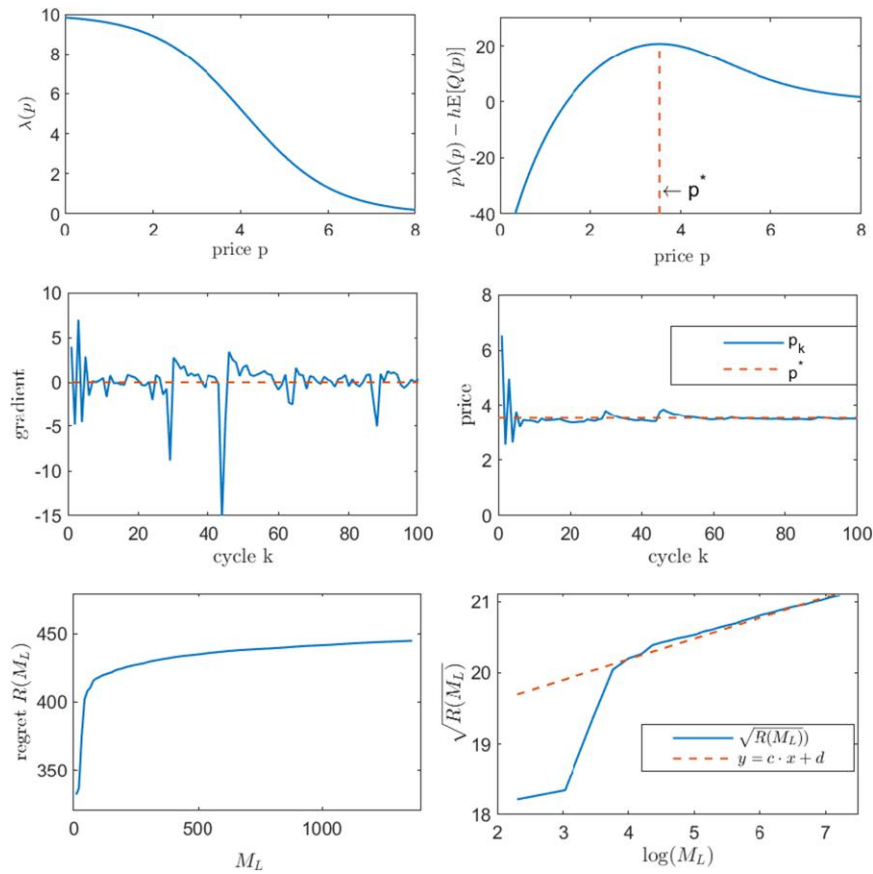 10
8
6
4
2
0
λ(p)
0 2 4 6 8
price p
20
0
-20
-40
pλ(p) − hE[Q(p)]
← p*
0 2 4 6 8
price p
10
5
0
-5
-10
-15
gradient
0 20 40 60 80 100
cycle k
8
6
4
2
0
price
p_k
p*
0 20 40 60 80 100
cycle k
450
400
350
regret R(M_L)
0 500 1000
M_L
21
20
19
18
√R(M_L)
√R(M_L))
y = c · x + d
2 3 4 5 6 7
log(M_L)